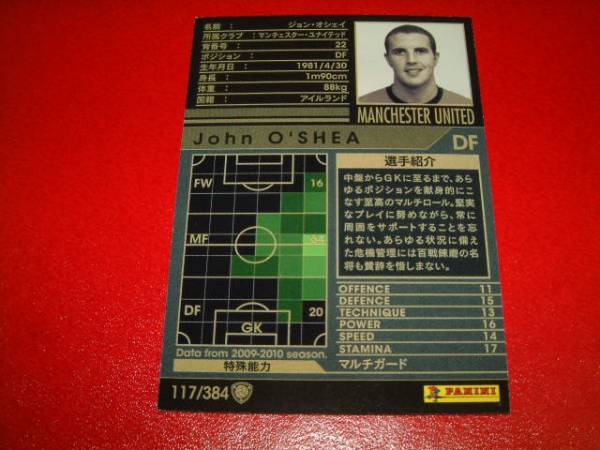 名前： ジョン・オシェイ
所属クラブ： マンチェスター・ユナイテッド
背番号： 22
ポジション： DF
生年月日： 1981/4/30
身長： 1m90cm
体重： 88kg
国籍： アイルランド
MANCHESTER UNITED
John O'SHEA DF
FW 16
MF 64
DF 20
GK
Data from 2009-2010 season.
特殊能力
選手紹介
中盤からGKに至るまで、あら
ゆるポジションを献身的にこ
なす至高のマルチロール。堅実
なプレイに努めながら、常に
周囲をサポートすることを忘
れない。あらゆる状況に備え
た危機管理には百戦錬磨の名
将も賛辞を惜しまない。
OFFENCE 11
DEFENCE 15
TECHNIQUE 13
POWER 16
SPEED 14
STAMINA 17
マルチガード
117/384
PANINI